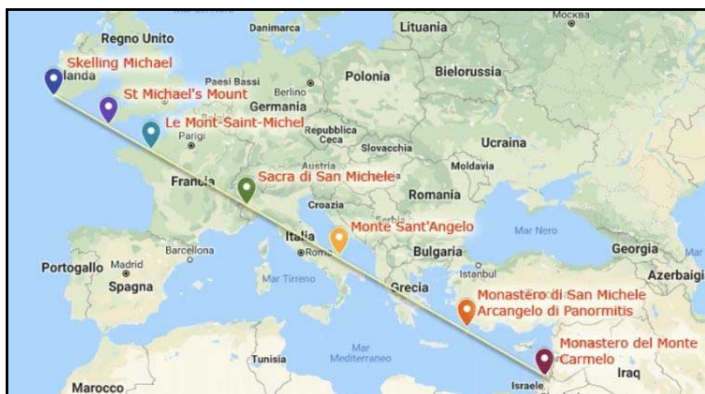 Москва
Lituania
Danimarca
Regno Unito
Skelling Michael
Irlanda
Paesi Bassi
Berlino
Polonia
Bielorussia
St Michael's Mount
Germania
Le Mont-Saint-Michel
Parigi
Repubblica
Ceca
Slovacchia
Ucraina
Austria
Moldavia
Francia
Sacra di San Michele
Romania
Croazia
Serbia
Monte Sant'Angelo
Italia
Roma
Mar Nero
Georgia
Barcellona
Bulgaria
Portogallo
Madrid
Spagna
Mar Tirreno
Istanbul
Azerbaigi
Grecia
Monastero di San Michele
Arcangelo di Panormitis
Mar
Mediterraneo
Tunisia
Monastero del Monte
Carmelo
Iraq
Israele
Marocco